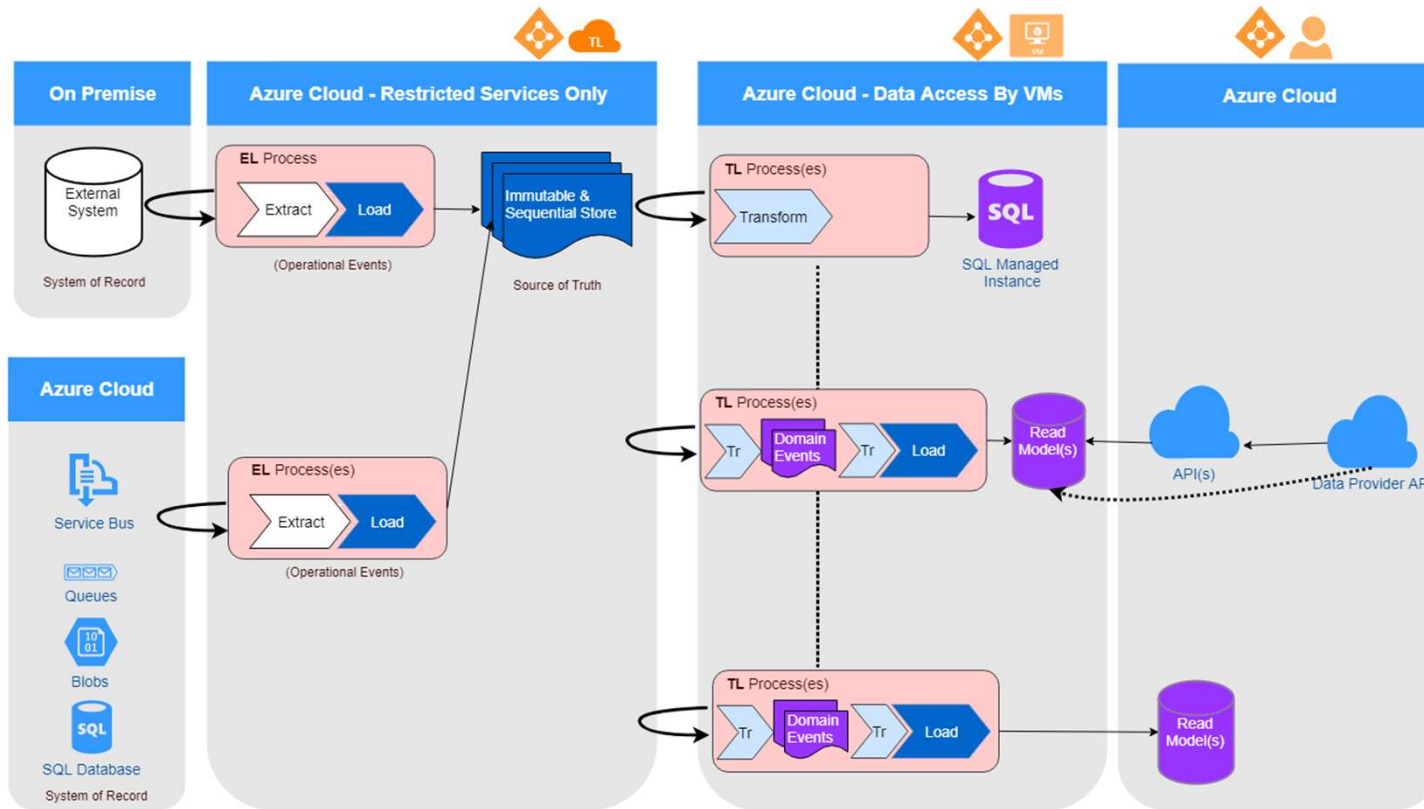 TL
VM
On Premise
Azure Cloud - Restricted Services Only
Azure Cloud - Data Access By VMs
Azure Cloud
External
System
System of Record
EL Process
Extract
Load
(Operational Events)
Immutable &
Sequential Store
Source of Truth
TL Process(es)
Transform
SQL
SQL Managed
Instance
Azure Cloud
Service Bus
Queues
10
01
Blobs
SQL
SQL Database
System of Record
EL Process(es)
Extract
Load
(Operational Events)
TL Process(es)
Tr
Domain
Events
Tr
Load
Read
Model(s)
API(s)
Data Provider AP
TL Process(es)
Tr
Domain
Events
Tr
Load
Read
Model(s)